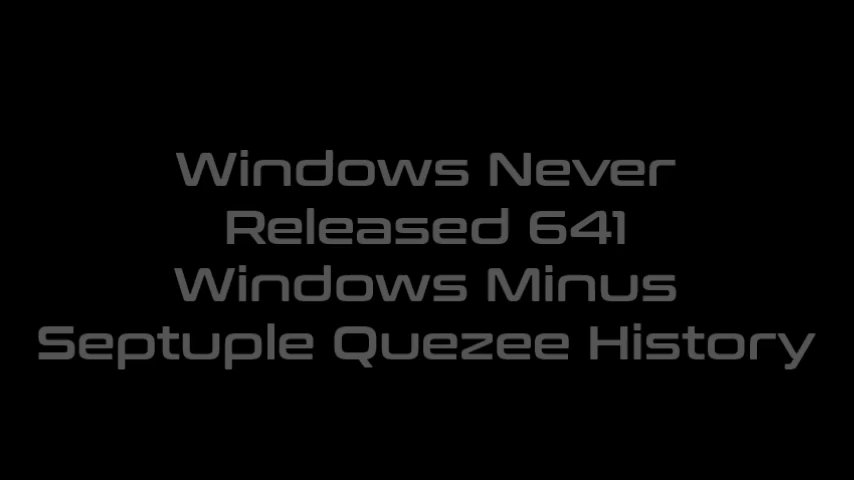 Windows Never
Released 641
Windows Minus
Septuple Quezee History